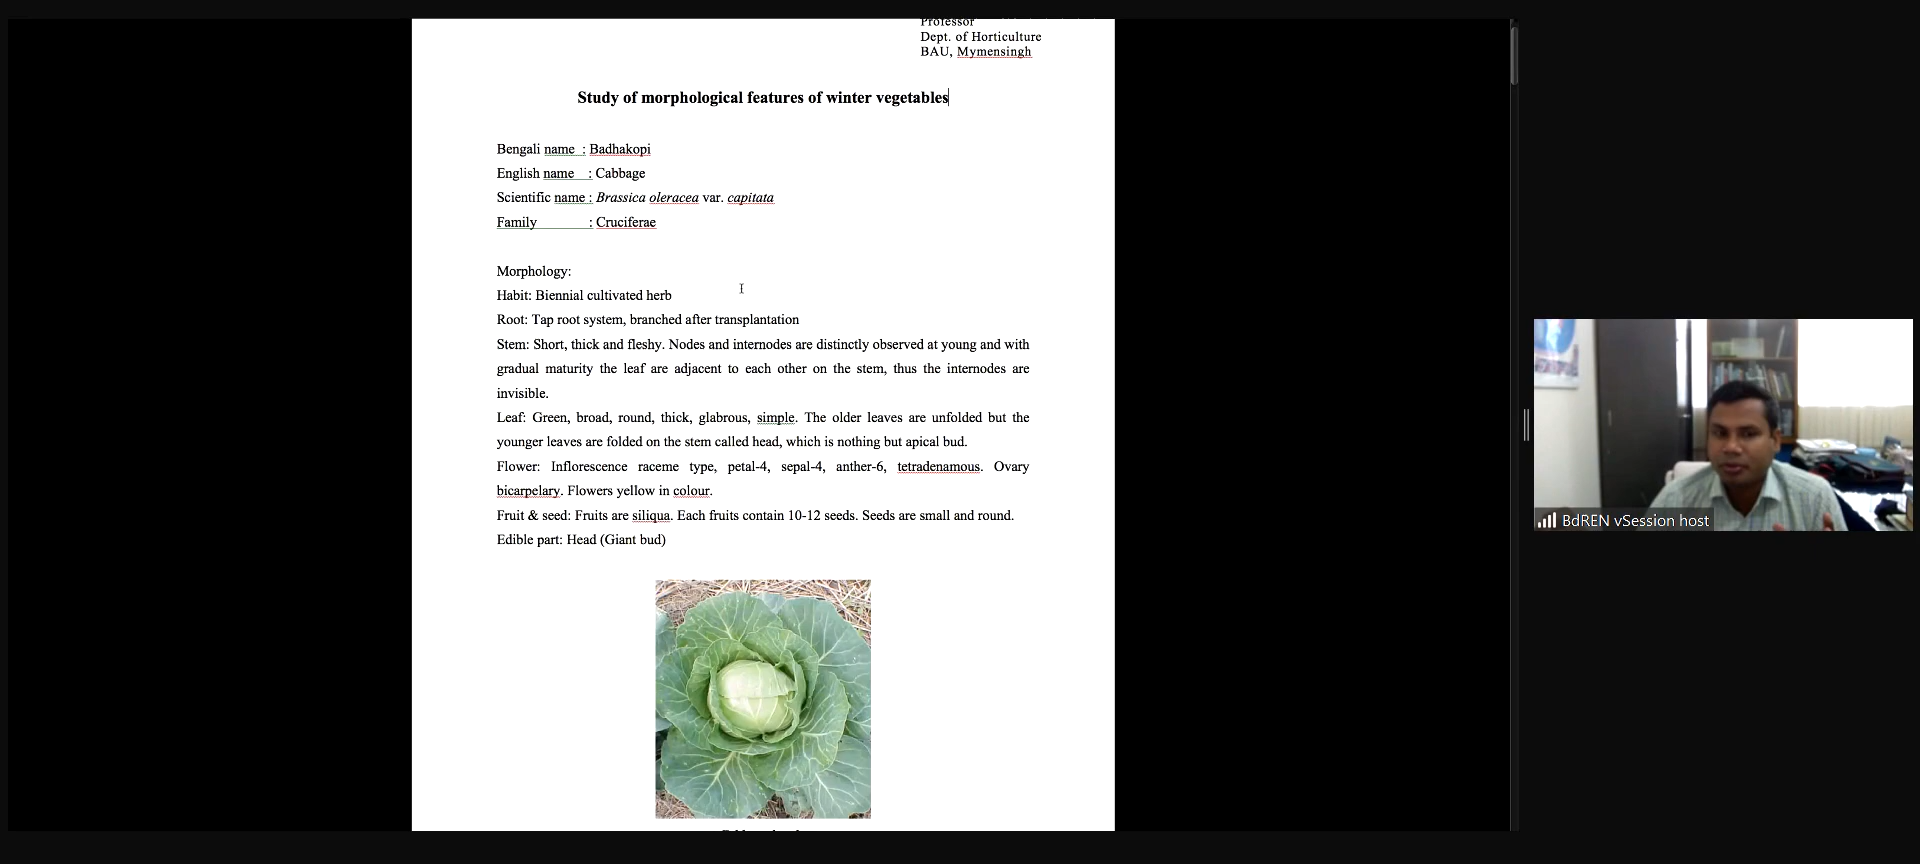 Professor
Dept. of Horticulture
BAU, Mymensingh
Study of morphological features of winter vegetables
Bengali name : Badhakopi
English name : Cabbage
Scientific name : Brassica oleracea var. capitata
Family : Cruciferae
Morphology:
Habit: Biennial cultivated herb
Root: Tap root system, branched after transplantation
Stem: Short, thick and fleshy. Nodes and internodes are distinctly observed at young and with
gradual maturity the leaf are adjacent to each other on the stem, thus the internodes are
invisible.
Leaf: Green, broad, round, thick, glabrous, simple. The older leaves are unfolded but the
younger leaves are folded on the stem called head, which is nothing but apical bud.
Flower: Inflorescence raceme type, petal-4, sepal-4, anther-6, tetradenamous. Ovary
bicarpelary. Flowers yellow in colour.
Fruit & seed: Fruits are siliqua. Each fruits contain 10-12 seeds. Seeds are small and round.
Edible part: Head (Giant bud)
BdREN vSession host